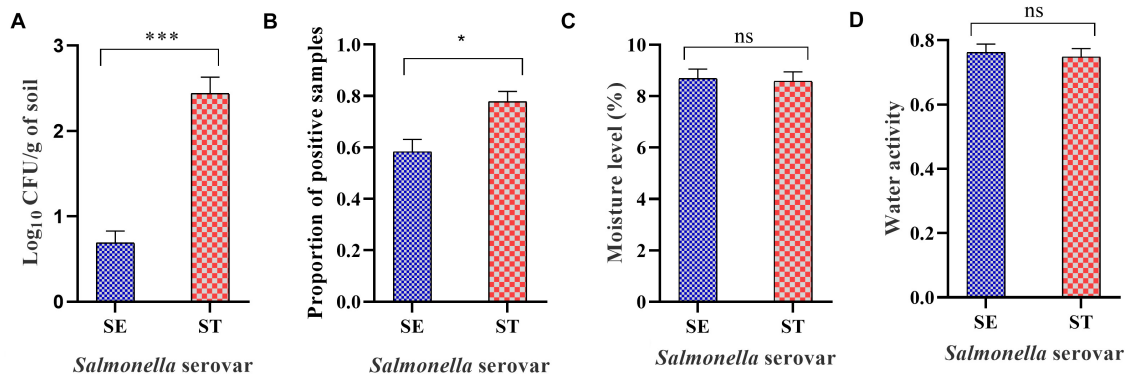 A
***
3
2
1
0
Log10 CFU/g of soil
SE
ST
Salmonella serovar
B
*
1.0
0.8
0.6
0.4
0.2
0.0
Proportion of positive samples
SE
ST
Salmonella serovar
C
ns
10
8
6
4
2
0
Moisture level (%)
SE
ST
Salmonella serovar
D
ns
0.8
0.6
0.4
0.2
0.0
Water activity
SE
ST
Salmonella serovar